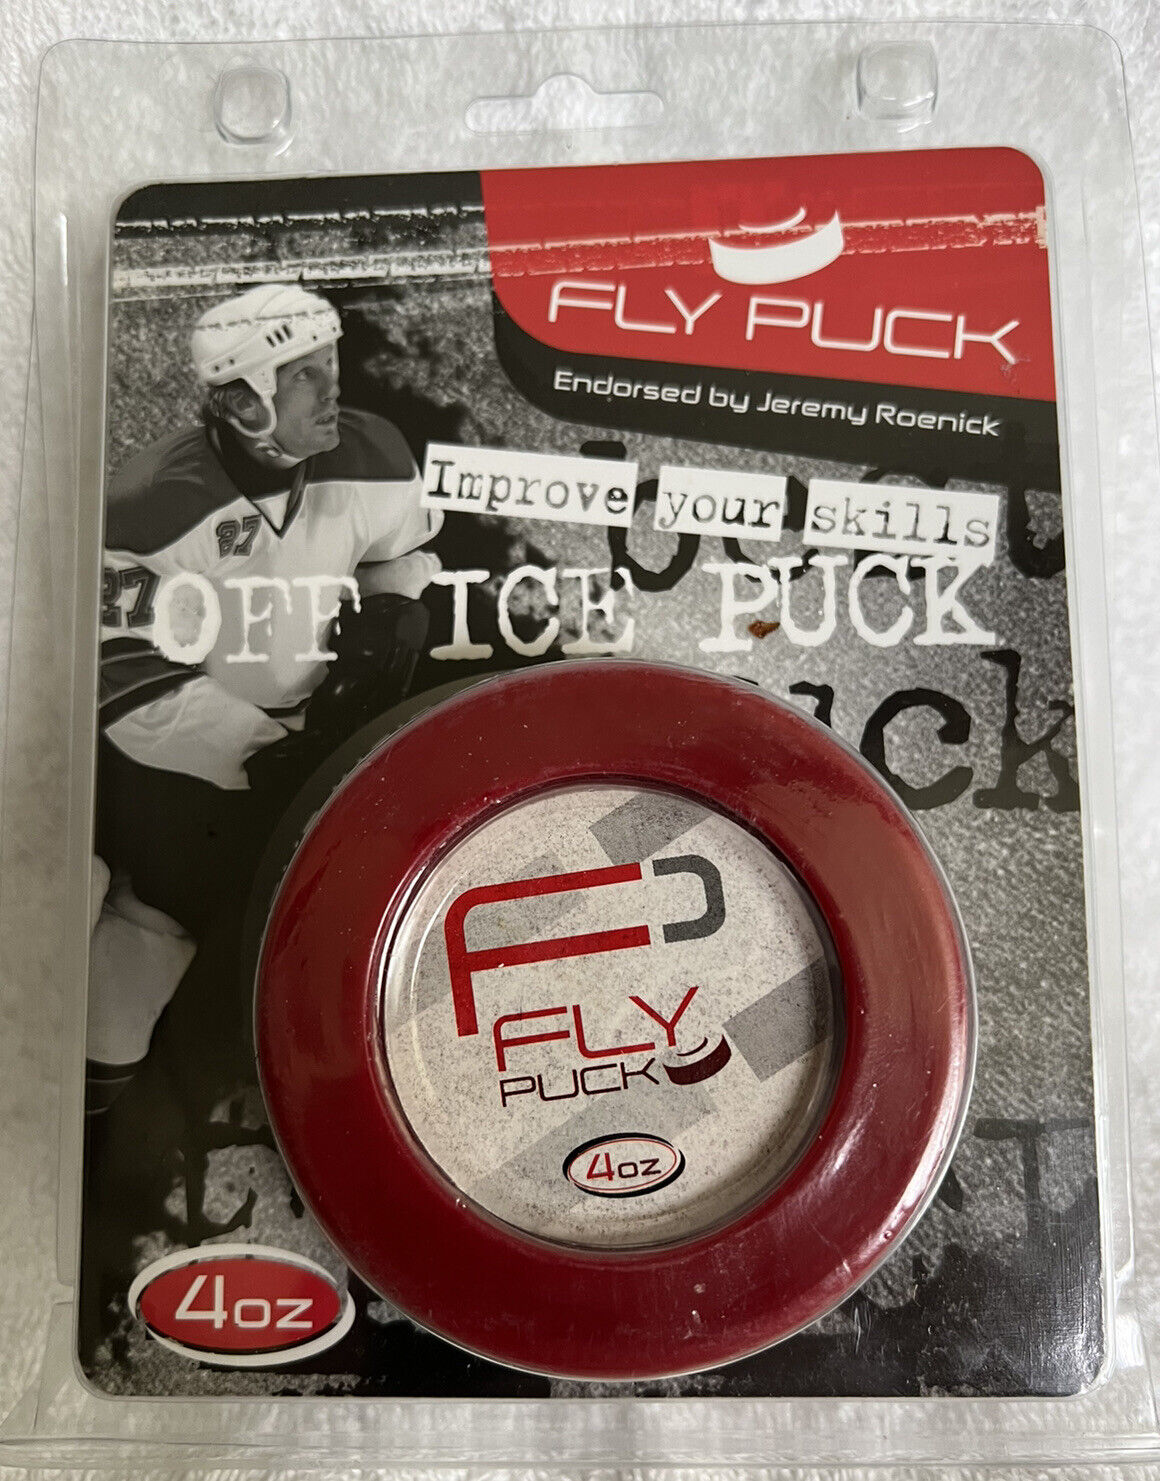 FLY PUCK
Endorsed by Jeremy Roenick
Improve your skills
OFF ICE PUCK
27
27
FLY
PUCK
4oz
4oz